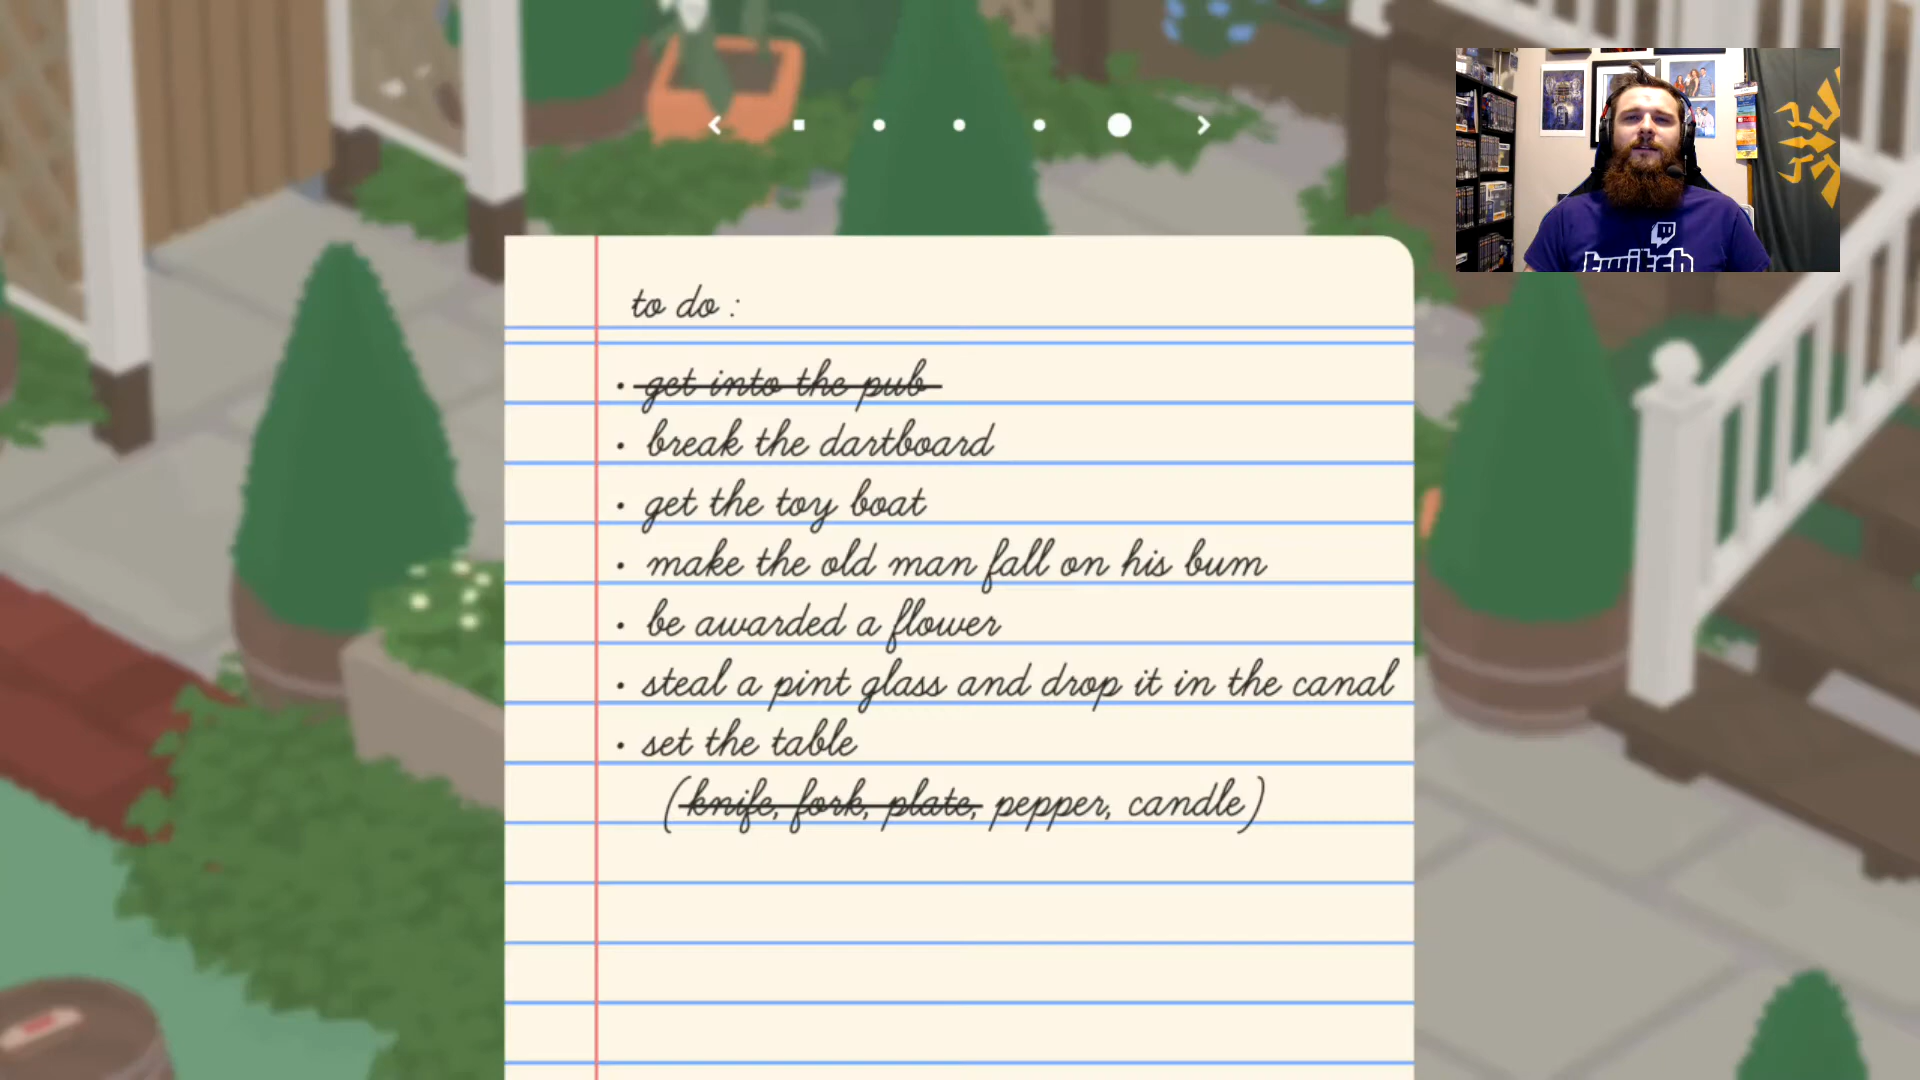 to do :
• get into the pub
• break the dartboard
• get the toy boat
• make the old man fall on his bum
• be awarded a flower
• steal a pint glass and drop it in the canal
• set the table
(knife, fork, plate, pepper, candle)
twitch